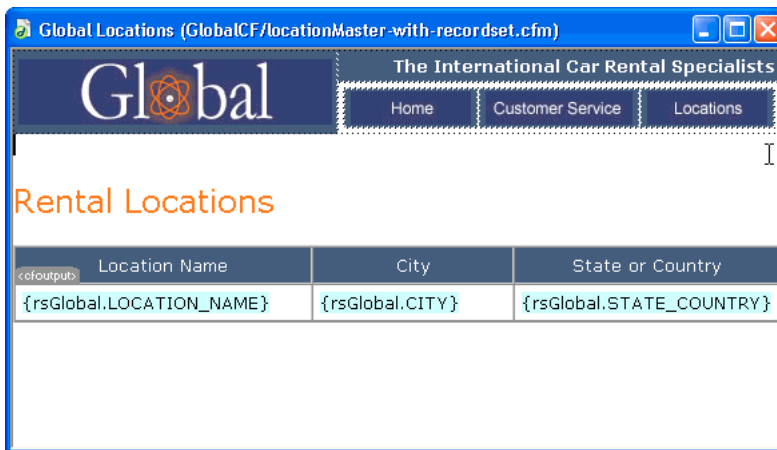 Global Locations (GlobalCF/locationMaster-with-recordset.cfm)
Global
The International Car Rental Specialists
Home Customer Service Locations
Rental Locations
<cfoutput>
Location Name City State or Country
{rsGlobal.LOCATION_NAME} {rsGlobal.CITY} {rsGlobal.STATE_COUNTRY}